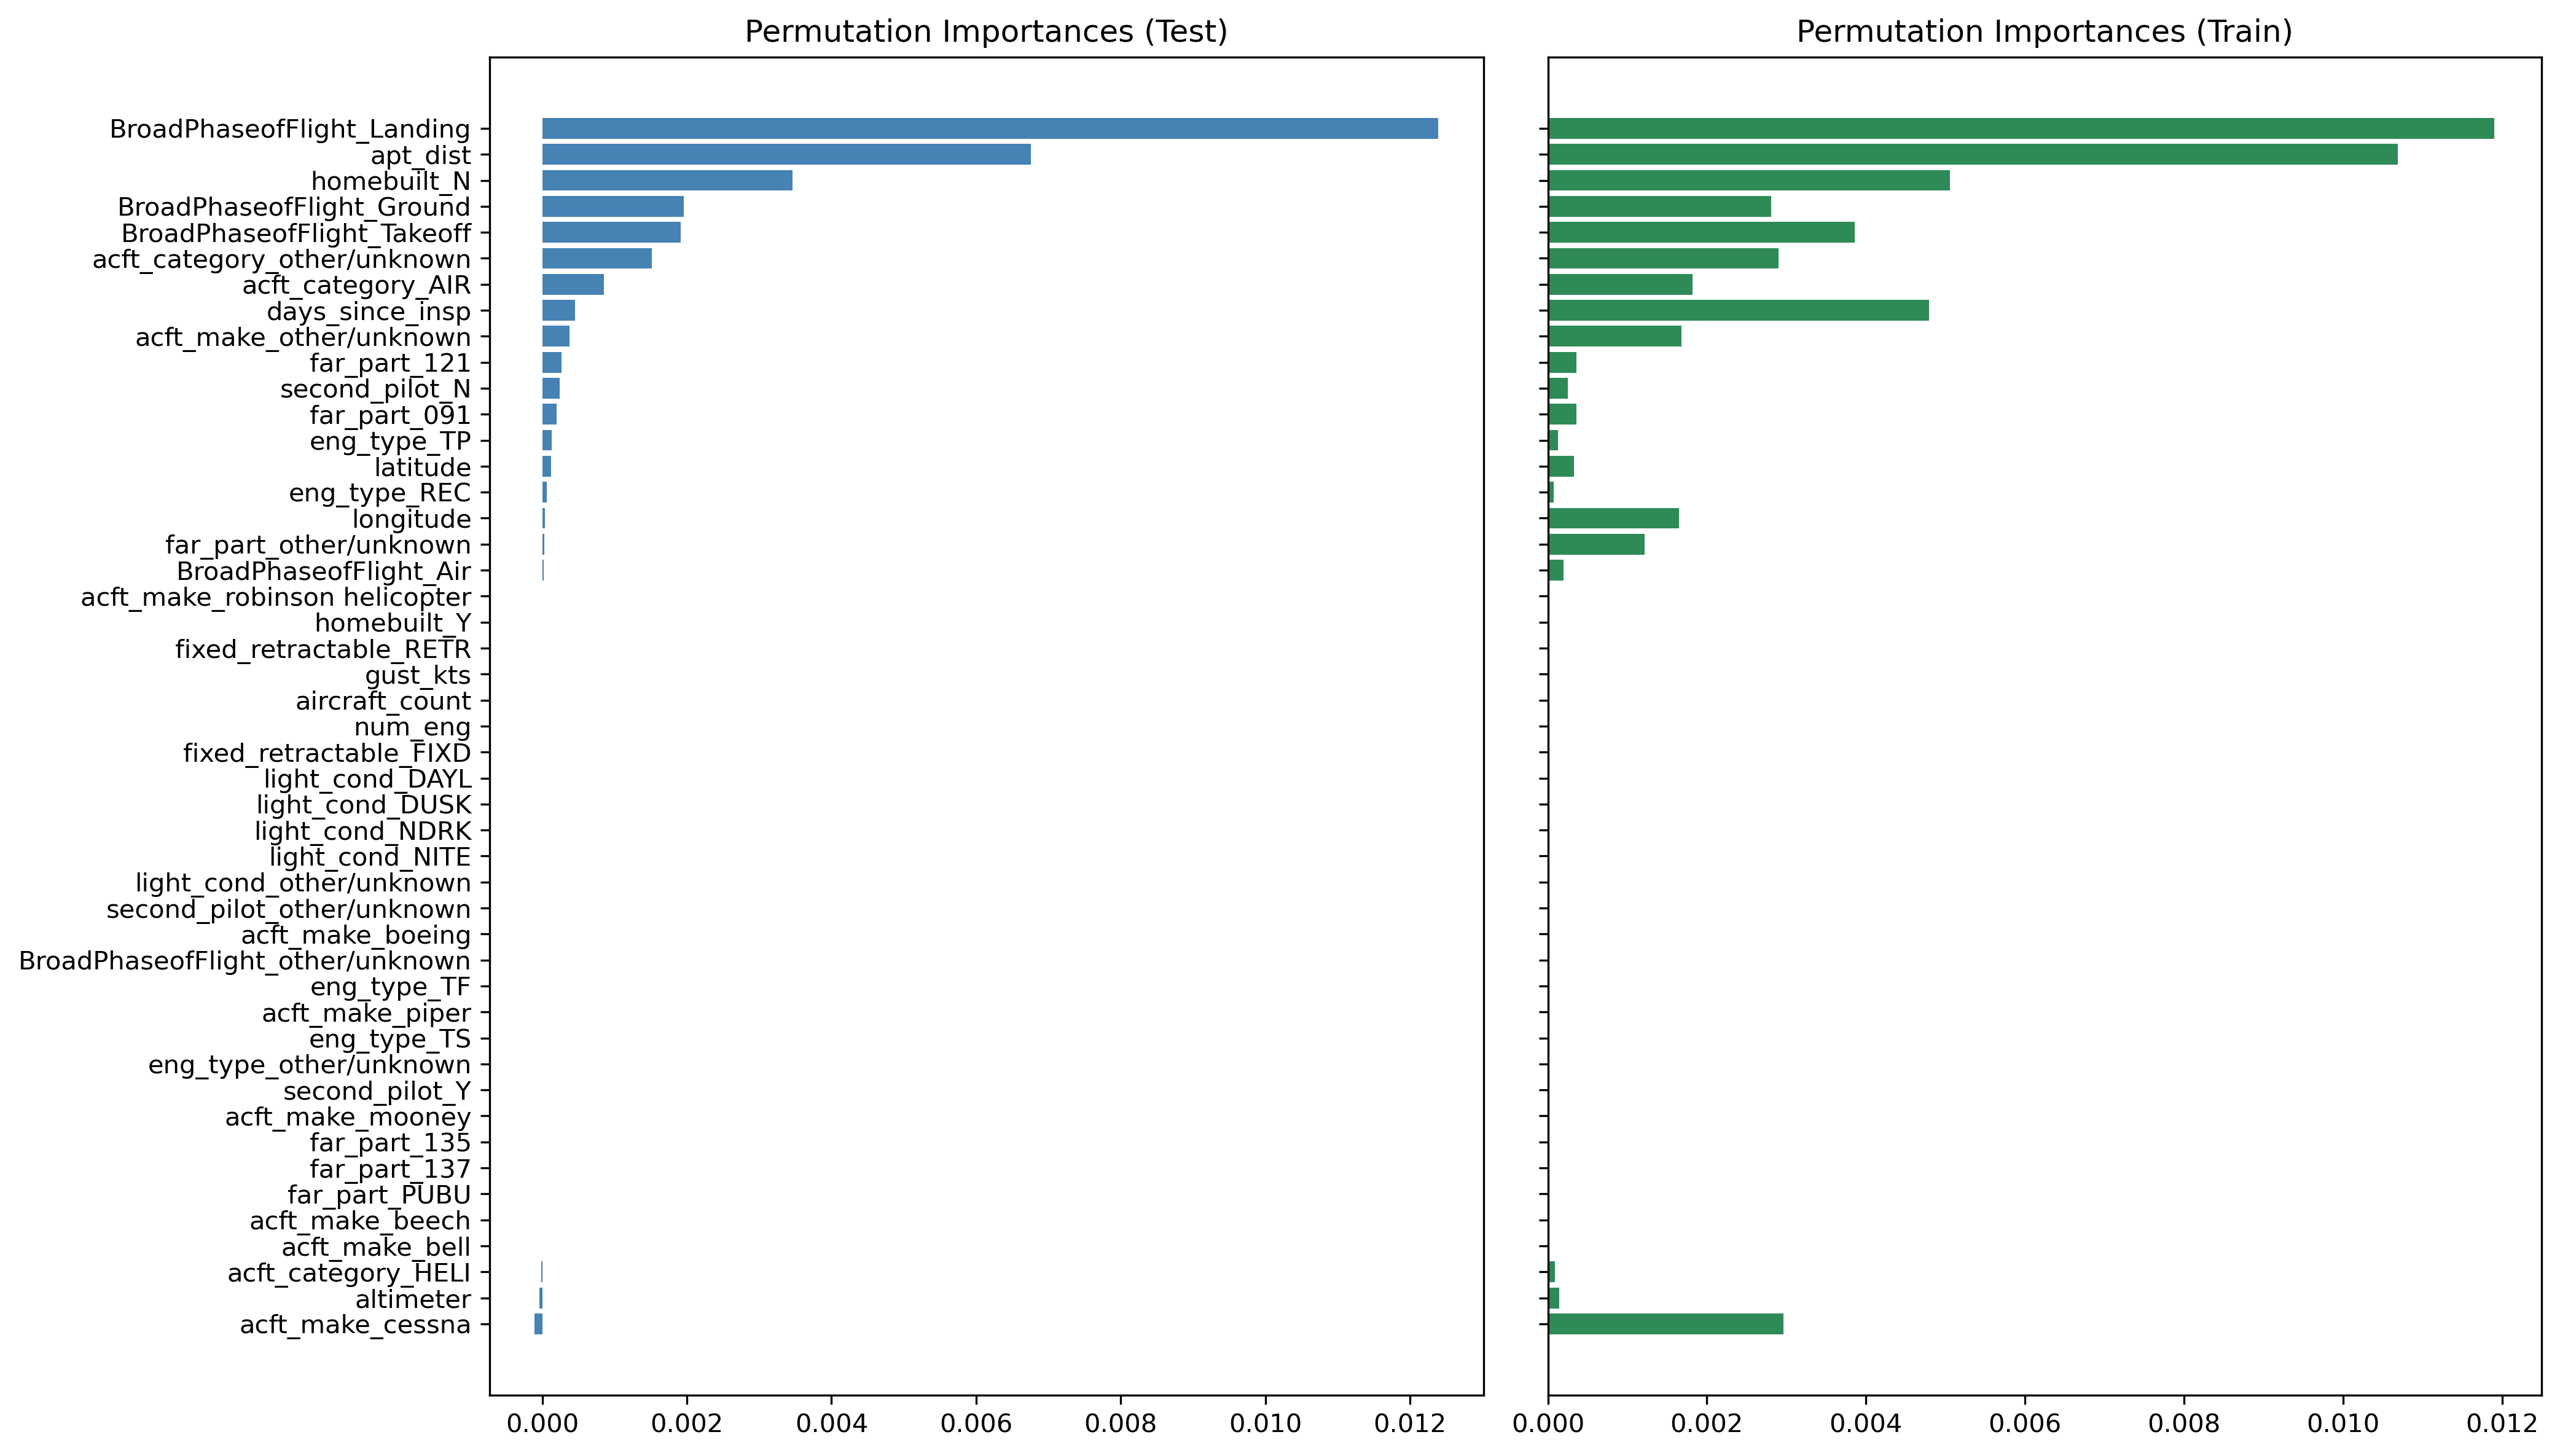 Permutation Importances (Test)
Permutation Importances (Train)
BroadPhaseofFlight_Landing
apt_dist
homebuilt_N
BroadPhaseofFlight_Ground
BroadPhaseofFlight_Takeoff
acft_category_other/unknown
acft_category_AIR
days_since_insp
acft_make_other/unknown
far_part_121
second_pilot_N
far_part_091
eng_type_TP
latitude
eng_type_REC
longitude
far_part_other/unknown
BroadPhaseofFlight_Air
acft_make_robinson helicopter
homebuilt_Y
fixed_retractable_RETR
gust_kts
aircraft_count
num_eng
fixed_retractable_FIXD
light_cond_DAYL
light_cond_DUSK
light_cond_NDRK
light_cond_NITE
light_cond_other/unknown
second_pilot_other/unknown
acft_make_boeing
BroadPhaseofFlight_other/unknown
eng_type_TF
acft_make_piper
eng_type_TS
eng_type_other/unknown
second_pilot_Y
acft_make_mooney
far_part_135
far_part_137
far_part_PUBU
acft_make_beech
acft_make_bell
acft_category_HELI
altimeter
acft_make_cessna
0.000 0.002 0.004 0.006 0.008 0.010 0.012
0.000 0.002 0.004 0.006 0.008 0.010 0.012